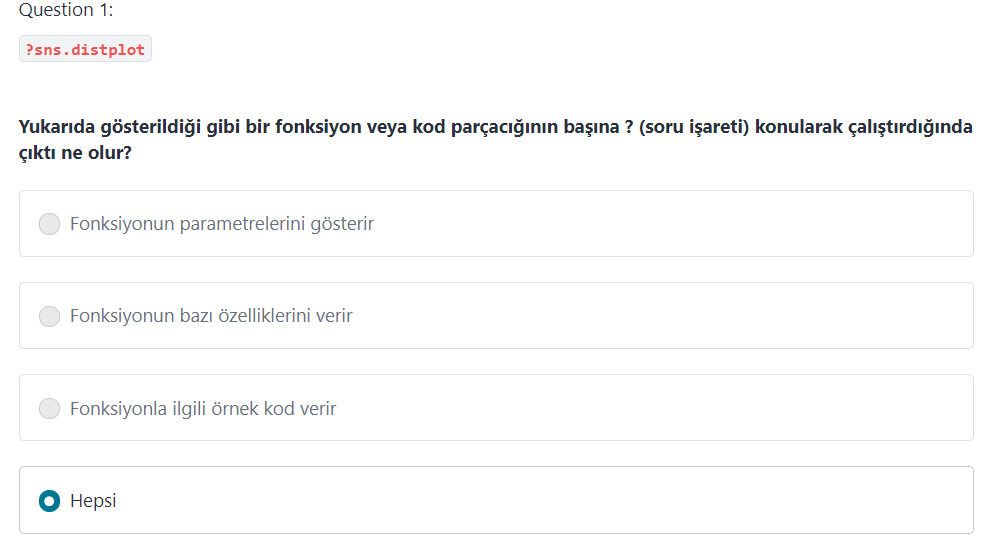 Question 1:
?sns.distplot
Yukarıda gösterildiği gibi bir fonksiyon veya kod parçacığının başına ? (soru işareti) konularak çalıştırdığında
çıktı ne olur?
Fonksiyonun parametrelerini gösterir
Fonksiyonun bazı özelliklerini verir
Fonksiyonla ilgili örnek kod verir
Hepsi